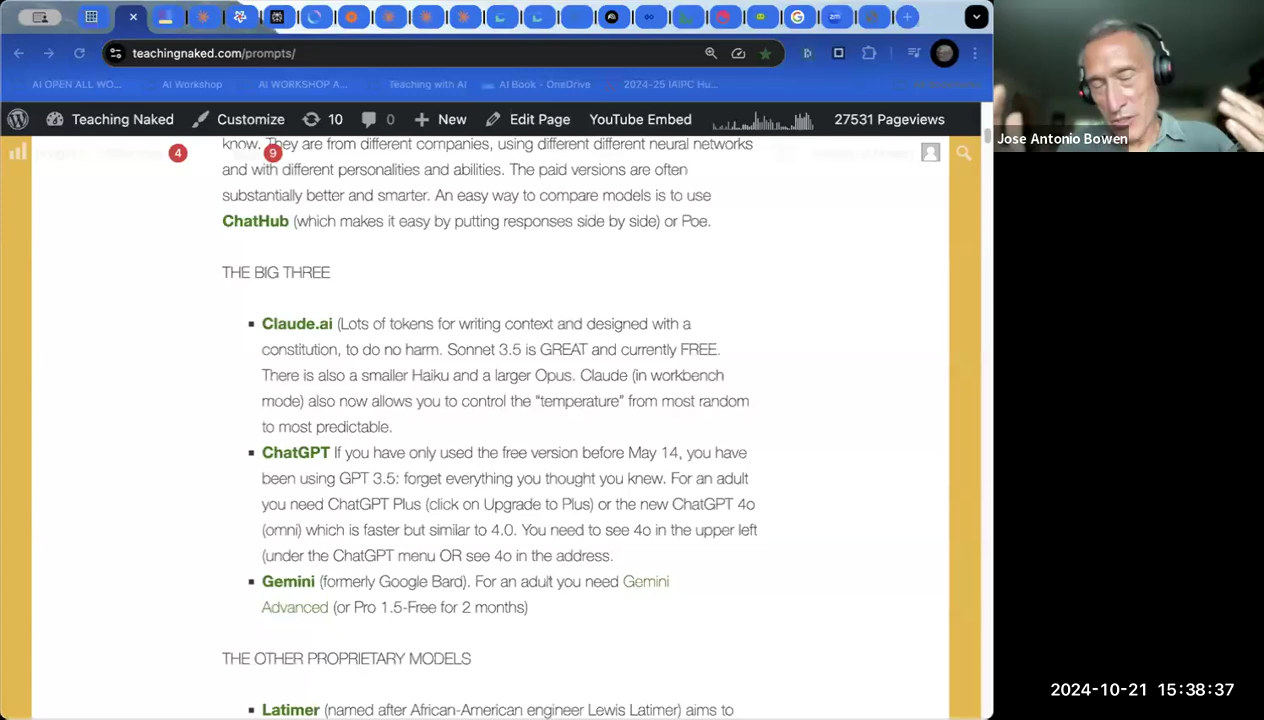 teachingnaked.com/prompts/
AI OPEN ALL WO...
AI Workshop
AI WORKSHOP A...
Teaching with AI
AI Book - OneDrive
2024-25 IAIPC Hu...
Teaching Naked
Customize
10
0
New
Edit Page
YouTube Embed
27531 Pageviews
4
9
Jose Antonio Bowen
know. They are from different companies, using different different neural networks
and with different personalities and abilities. The paid versions are often
substantially better and smarter. An easy way to compare models is to use
ChatHub (which makes it easy by putting responses side by side) or Poe.
THE BIG THREE
▪ Claude.ai (Lots of tokens for writing context and designed with a
constitution, to do no harm. Sonnet 3.5 is GREAT and currently FREE.
There is also a smaller Haiku and a larger Opus. Claude (in workbench
mode) also now allows you to control the “temperature” from most random
to most predictable.
▪ ChatGPT If you have only used the free version before May 14, you have
been using GPT 3.5: forget everything you thought you knew. For an adult
you need ChatGPT Plus (click on Upgrade to Plus) or the new ChatGPT 4o
(omni) which is faster but similar to 4.0. You need to see 4o in the upper left
(under the ChatGPT menu OR see 4o in the address.
▪ Gemini (formerly Google Bard). For an adult you need Gemini
Advanced (or Pro 1.5-Free for 2 months)
THE OTHER PROPRIETARY MODELS
▪ Latimer (named after African-American engineer Lewis Latimer) aims to
2024-10-21 15:38:37